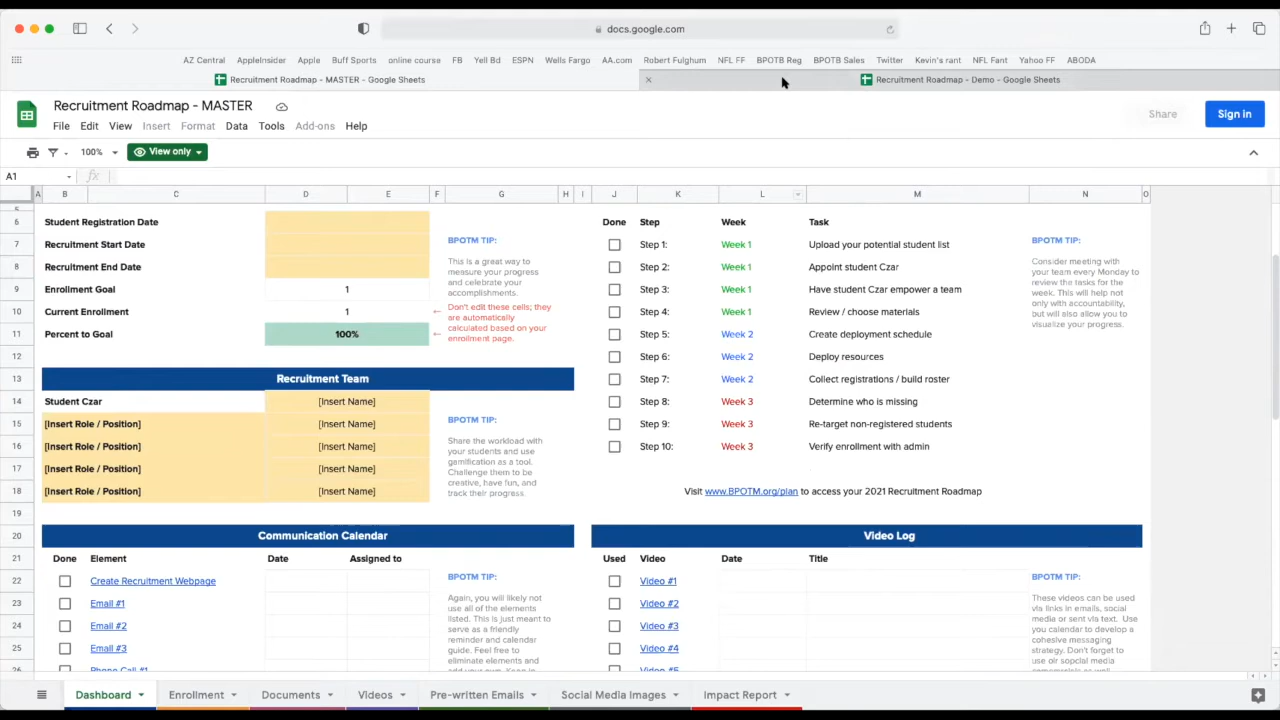 docs.google.com
AZ Central AppleInsider Apple Buff Sports online course FB Yell Bd ESPN Wells Fargo AA.com Robert Fulghum NFL FF BPOTB Reg BPOTB Sales Twitter Kevin's rant NFL Fant Yahoo FF ABODA
Recruitment Roadmap - MASTER - Google Sheets
Recruitment Roadmap - Demo - Google Sheets
Recruitment Roadmap - MASTER
File Edit View Insert Format Data Tools Add-ons Help
Share
Sign in
100% View only
A1 fx
A B C D E F G H I J K L M N O
6 Student Registration Date
7 Recruitment Start Date
8 Recruitment End Date
9 Enrollment Goal 1
10 Current Enrollment 1
11 Percent to Goal 100%
12
BPOTM TIP:
This is a great way to
measure your progress
and celebrate your
accomplishments.
← Don't edit these cells; they
are automatically
← calculated based on your
enrollment page.
Done Step Week Task
Step 1: Week 1 Upload your potential student list
Step 2: Week 1 Appoint student Czar
Step 3: Week 1 Have student Czar empower a team
Step 4: Week 1 Review / choose materials
Step 5: Week 2 Create deployment schedule
Step 6: Week 2 Deploy resources
Step 7: Week 2 Collect registrations / build roster
Step 8: Week 3 Determine who is missing
Step 9: Week 3 Re-target non-registered students
Step 10: Week 3 Verify enrollment with admin
BPOTM TIP:
Consider meeting with
your team every Monday to
review the tasks for the
week. This will help not
only with accountability,
but will also allow you to
visualize your progress.
13 Recruitment Team
14 Student Czar [Insert Name]
15 [Insert Role / Position] [Insert Name]
16 [Insert Role / Position] [Insert Name]
17 [Insert Role / Position] [Insert Name]
18 [Insert Role / Position] [Insert Name]
19
BPOTM TIP:
Share the workload with
your students and use
gamification as a tool.
Challenge them to be
creative, have fun, and
track their progress.
Visit www.BPOTM.org/plan to access your 2021 Recruitment Roadmap
20 Communication Calendar
21 Done Element Date Assigned to
22 Create Recruitment Webpage
23 Email #1
24 Email #2
25 Email #3
26 Phone Call #1
BPOTM TIP:
Again, you will likely not
use all of the elements
listed. This is just meant to
serve as a friendly
reminder and calendar
guide. Feel free to
eliminate elements and
add your own. Keep in
Video Log
Used Video Date Title
Video #1
Video #2
Video #3
Video #4
Video #5
BPOTM TIP:
These videos can be used
via links in emails, social
media or sent via text. Use
you calendar to develop a
cohesive messaging
strategy. Don't forget to
use olr sopcial media
Dashboard Enrollment Documents Videos Pre-written Emails Social Media Images Impact Report